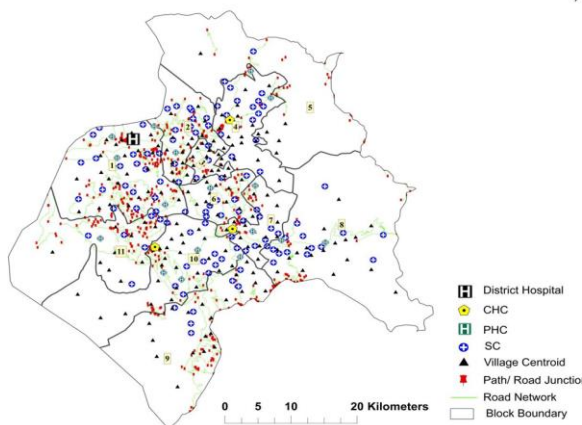 5
2
4
H
1
6
7
8
11
10
9
H District Hospital
CHC
H PHC
SC
Village Centroid
Path/ Road Junction
Road Network
Block Boundary
0 5 10 20 Kilometers